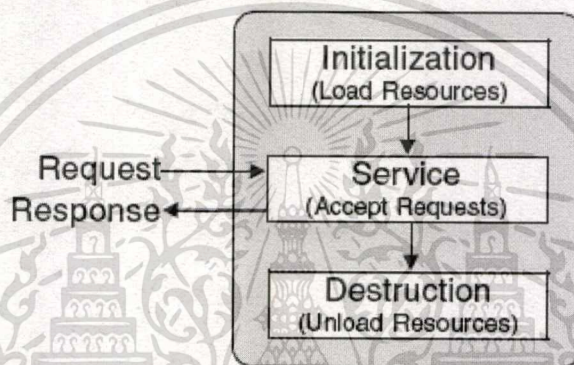 Initialization
(Load Resources)
Request
Response
Service
(Accept Requests)
Destruction
(Unload Resources)